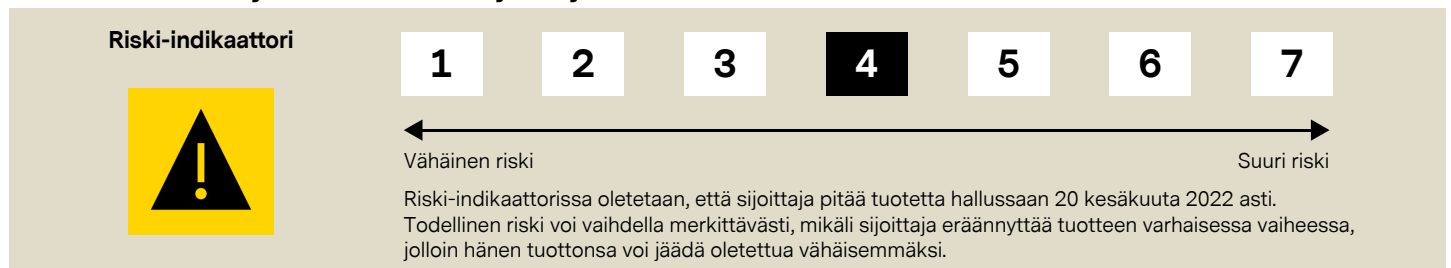 Riski-indikaattori
1 2 3 4 5 6 7
Vähäinen riski Suuri riski
Riski-indikaattorissa oletetaan, että sijoittaja pitää tuotetta hallussaan 20 kesäkuuta 2022 asti.
Todellinen riski voi vaihdella merkittävästi, mikäli sijoittaja eräännyttää tuotteen varhaisessa vaiheessa,
jolloin hänen tuottonsa voi jäädä oletettua vähäisemmäksi.